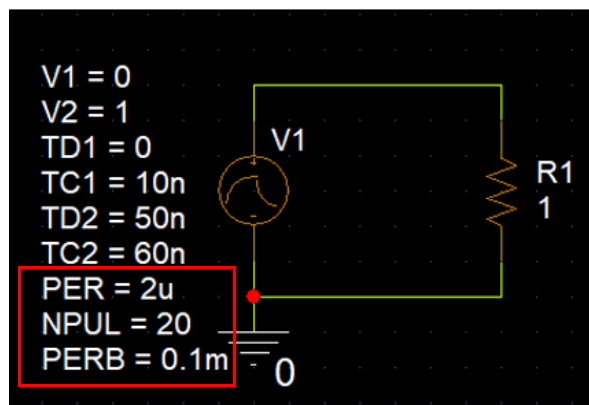 V1 = 0
V2 = 1
TD1 = 0
TC1 = 10n
TD2 = 50n
TC2 = 60n
PER = 2u
NPUL = 20
PERB = 0.1m
V1
R1
1
0